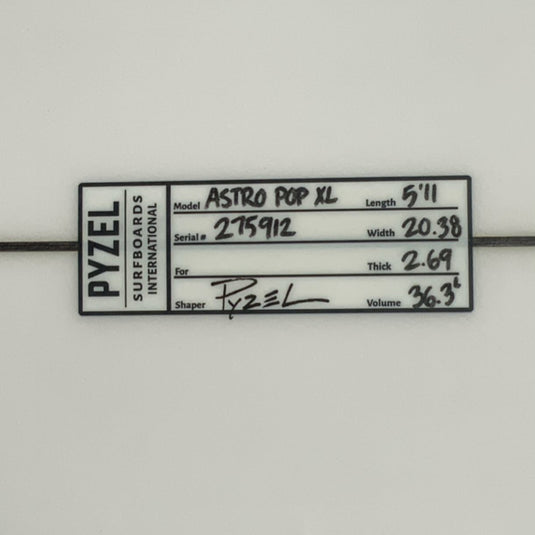 PYZEL
SURFBOARDS
INTERNATIONAL
Model ASTRO POP XL Length 5'11
Serial# 275912 Width 20.38
For Thick 2.69
Shaper PYZEL Volume 36.3L